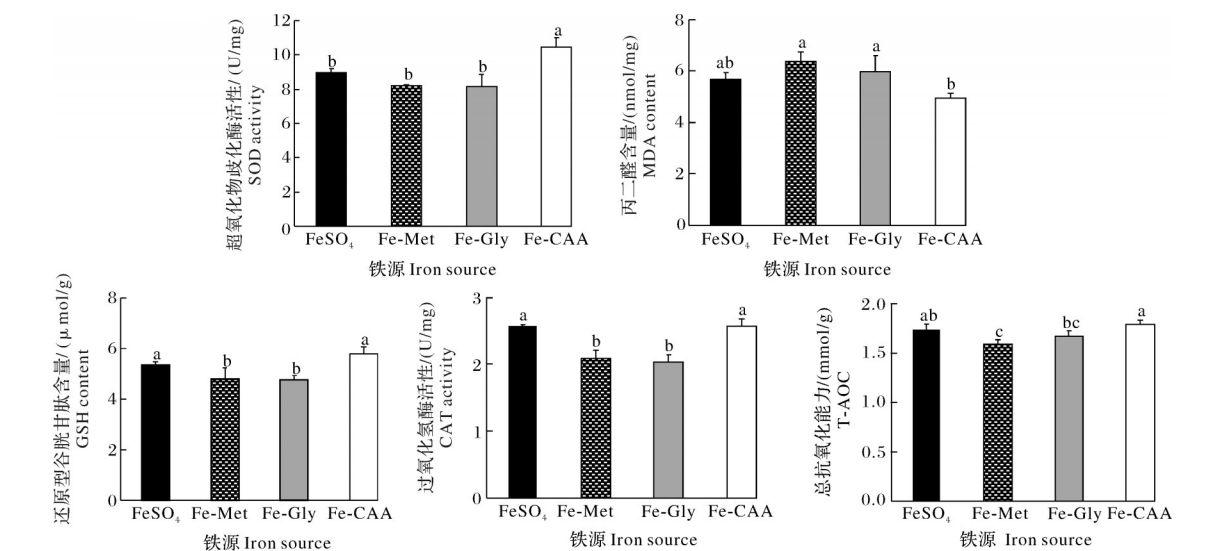 超氧化物歧化酶活性/(U/mg)
SOD activity
12
10
8
6
4
2
0
b
b
b
a
FeSO₄ Fe-Met Fe-Gly Fe-CAA
铁源 Iron source
丙二醛含量/(nmol/mg)
MDA content
8
6
4
2
0
ab
a
a
b
FeSO₄ Fe-Met Fe-Gly Fe-CAA
铁源 Iron source
还原型谷胱甘肽含量/(μ mol/g)
GSH content
8
6
4
2
0
a
b
b
a
FeSO₄ Fe-Met Fe-Gly Fe-CAA
铁源 Iron source
过氧化氢酶活性/(U/mg)
CAT activity
3
2
1
0
a
b
b
a
FeSO₄ Fe-Met Fe-Gly Fe-CAA
铁源 Iron source
总抗氧化能力/(mmol/g)
T-AOC
2.0
1.5
1.0
0.5
0.0
ab
c
bc
a
FeSO₄ Fe-Met Fe-Gly Fe-CAA
铁源 Iron source